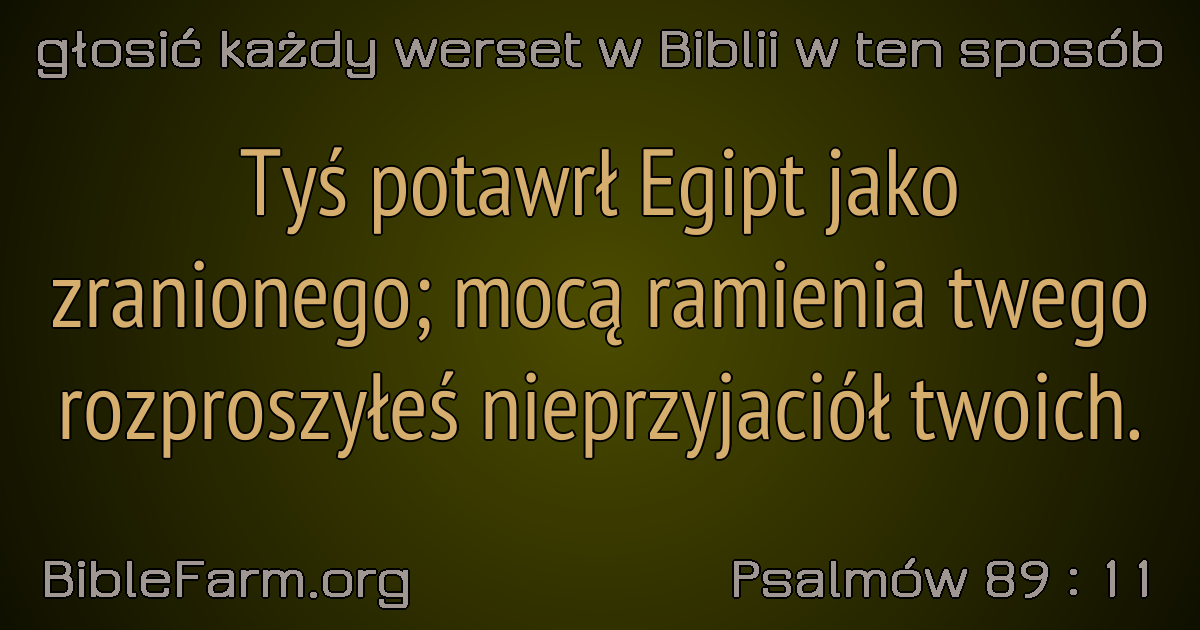 głosić każdy werset w Biblii w ten sposób
Tyś potawrł Egipt jako
zranionego; mocą ramienia twego
rozproszyłeś nieprzyjaciół twoich.
BibleFarm.org
Psalmów 89 : 11